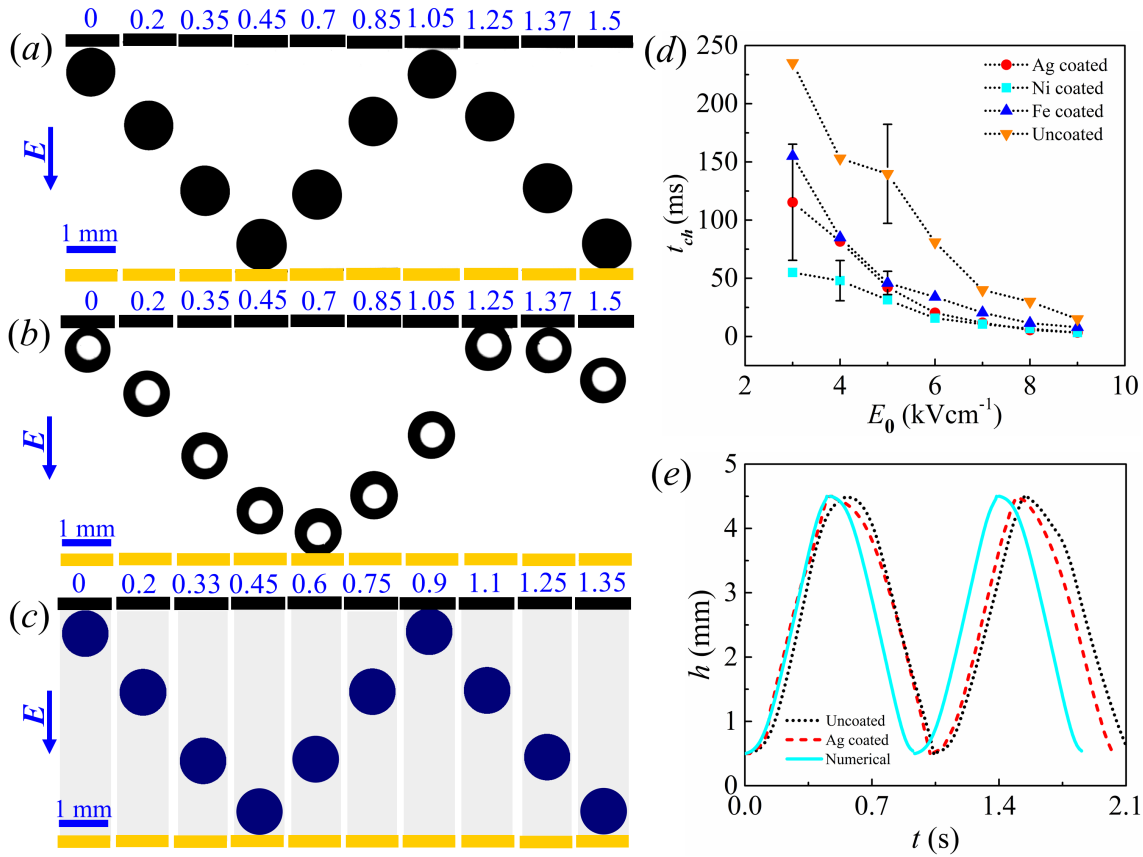 0 0.2 0.35 0.45 0.7 0.85 1.05 1.25 1.37 1.5
(a)
E
1 mm
0 0.2 0.35 0.45 0.7 0.85 1.05 1.25 1.37 1.5
(b)
E
1 mm
0 0.2 0.33 0.45 0.6 0.75 0.9 1.1 1.25 1.35
(c)
E
1 mm
(d)
250
200
150
100
50
0
t_ch (ms)
Ag coated
Ni coated
Fe coated
Uncoated
2 4 6 8 10
E₀ (kVcm⁻¹)
(e)
5
4
3
2
1
0
h (mm)
Uncoated
Ag coated
Numerical
0.0 0.7 1.4 2.1
t (s)